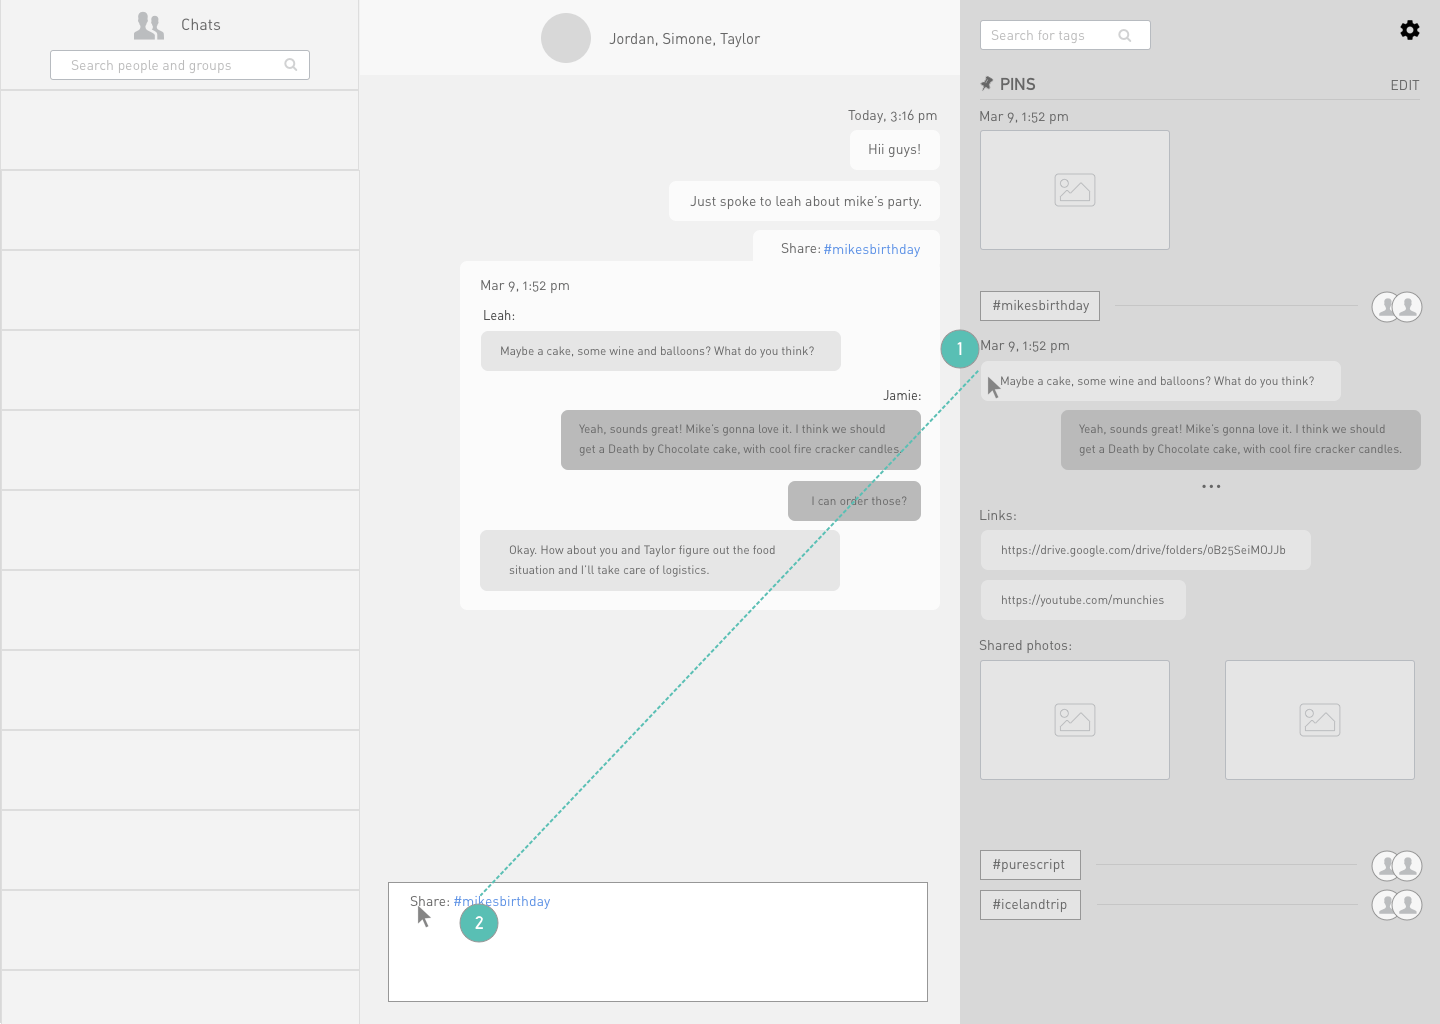 Chats
Search people and groups
Jordan, Simone, Taylor
Today, 3:16 pm
Hii guys!
Just spoke to leah about mike's party.
Share: #mikesbirthday
Mar 9, 1:52 pm
Leah:
Maybe a cake, some wine and balloons? What do you think?
Jamie:
Yeah, sounds great! Mike's gonna love it. I think we should
get a Death by Chocolate cake, with cool fire cracker candles.
I can order those?
Okay. How about you and Taylor figure out the food
situation and I'll take care of logistics.
Share: #mikesbirthday
2
1
Search for tags
PINS
EDIT
Mar 9, 1:52 pm
#mikesbirthday
Mar 9, 1:52 pm
Maybe a cake, some wine and balloons? What do you think?
Yeah, sounds great! Mike's gonna love it. I think we should
get a Death by Chocolate cake, with cool fire cracker candles.
...
Links:
https://drive.google.com/drive/folders/0B25SeiMOJJb
https://youtube.com/munchies
Shared photos:
#purescript
#icelandtrip